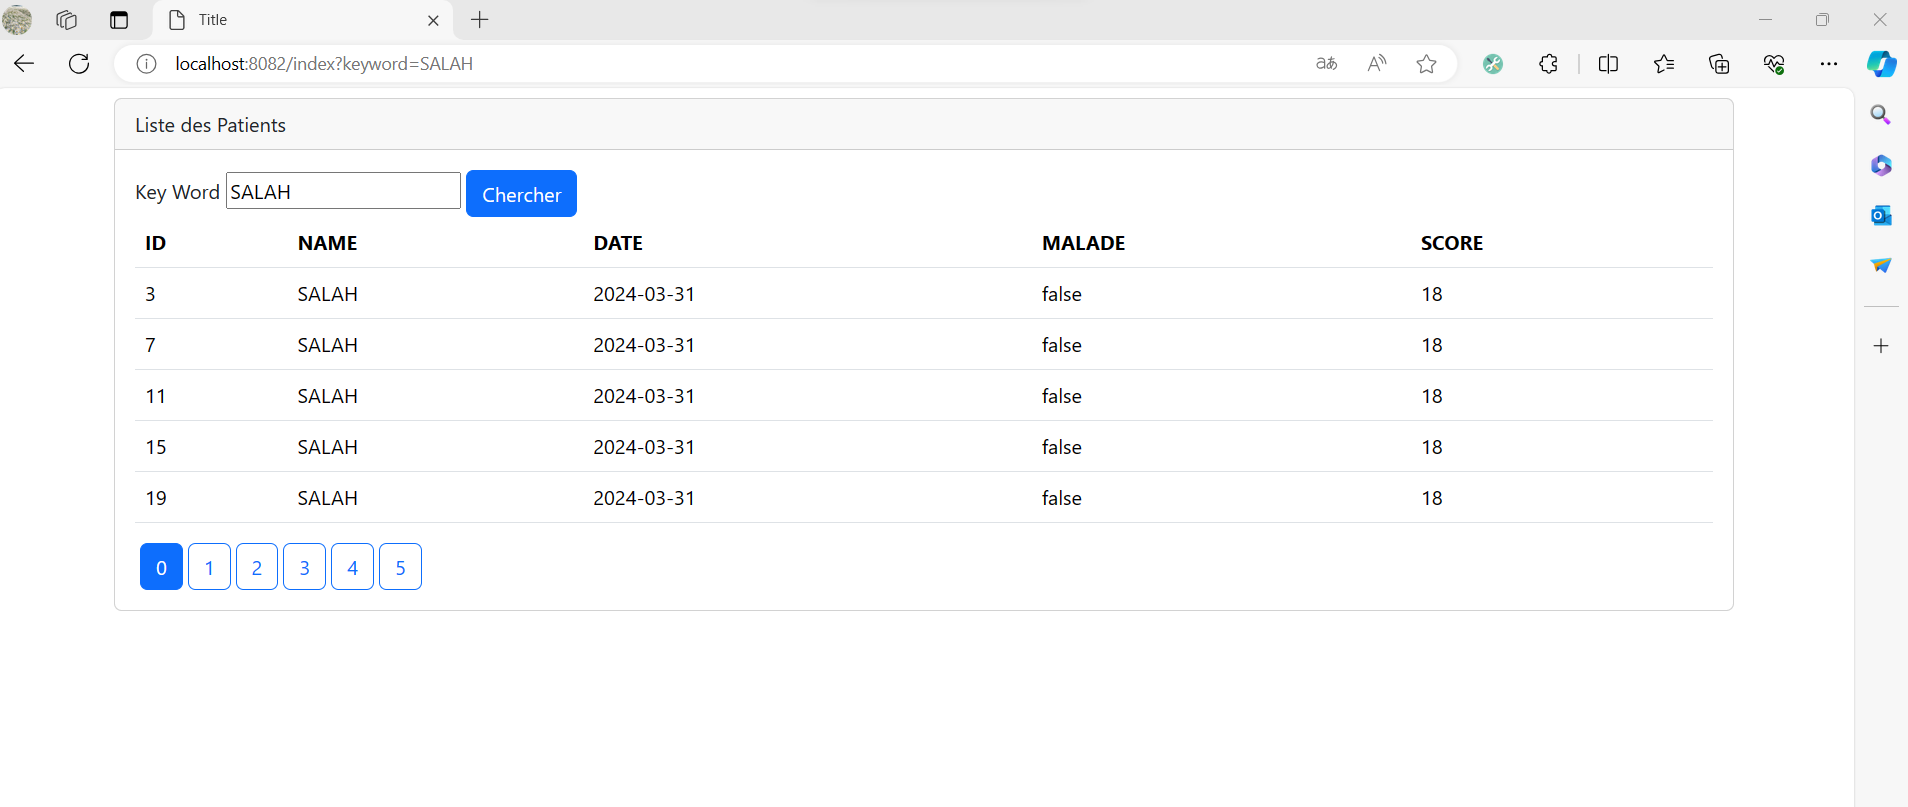 Title
localhost:8082/index?keyword=SALAH
Liste des Patients
Key Word SALAH Chercher
ID NAME DATE MALADE SCORE
3 SALAH 2024-03-31 false 18
7 SALAH 2024-03-31 false 18
11 SALAH 2024-03-31 false 18
15 SALAH 2024-03-31 false 18
19 SALAH 2024-03-31 false 18
0 1 2 3 4 5